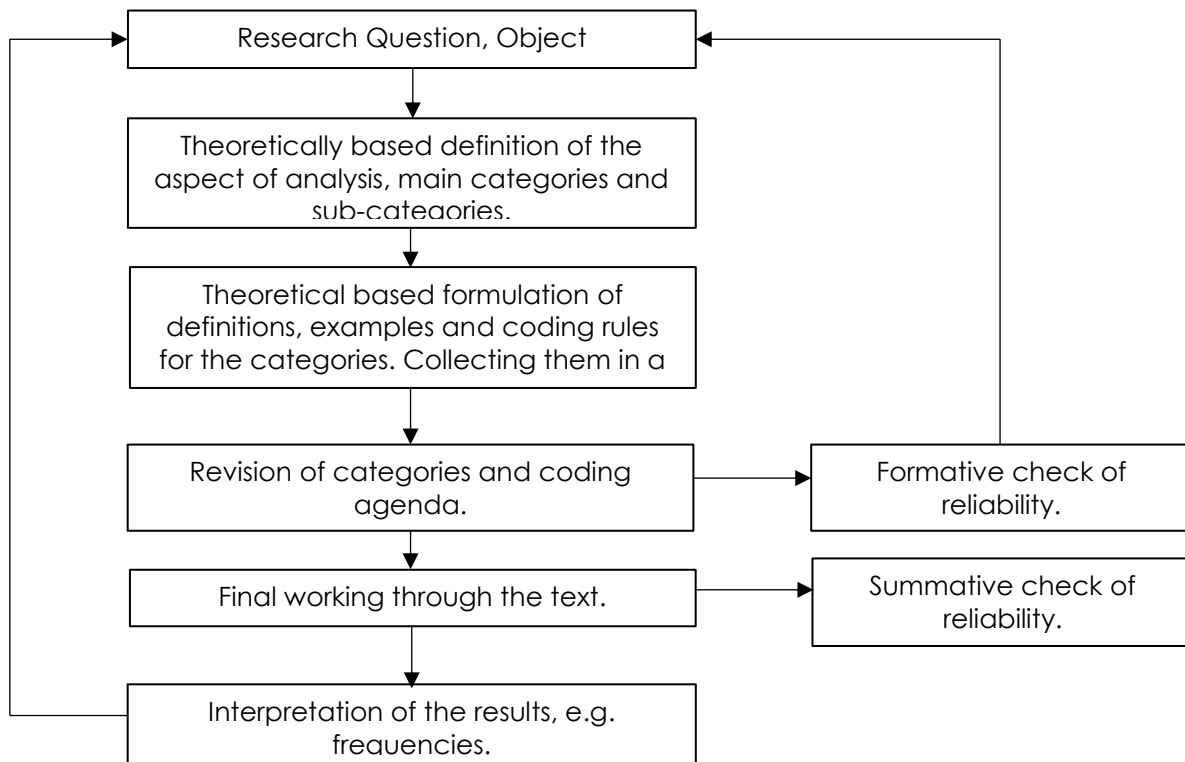 Research Question, Object
Theoretically based definition of the
aspect of analysis, main categories and
sub-categories.
Theoretical based formulation of
definitions, examples and coding rules
for the categories. Collecting them in a
Revision of categories and coding
agenda.
Formative check of
reliability.
Final working through the text.
Summative check of
reliability.
Interpretation of the results, e.g.
frequencies.